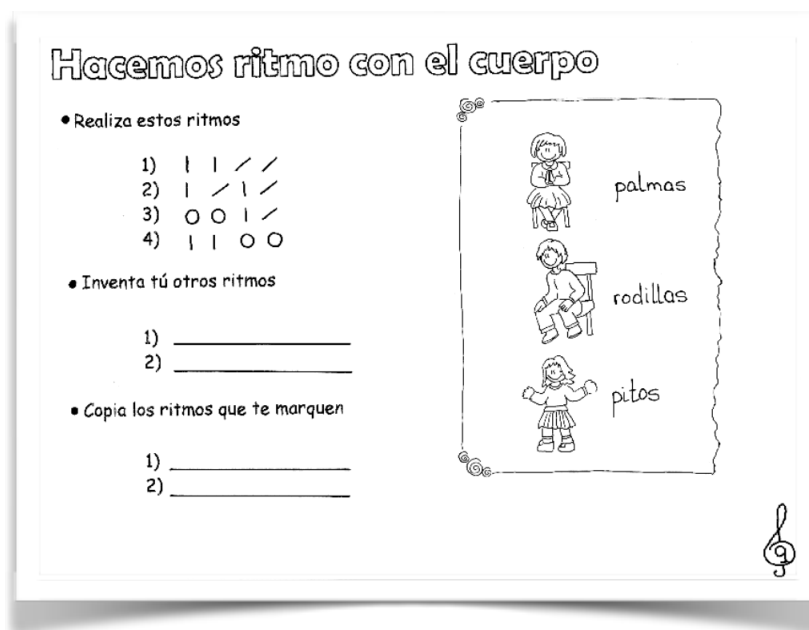 Hacemos ritmo con el cuerpo
• Realiza estos ritmos
1) | | / /
2) | / | /
3) O O | /
4) | | O O
• Inventa tú otros ritmos
1)
2)
• Copia los ritmos que te marquen
1)
2)
palmas
rodillas
pitos
9